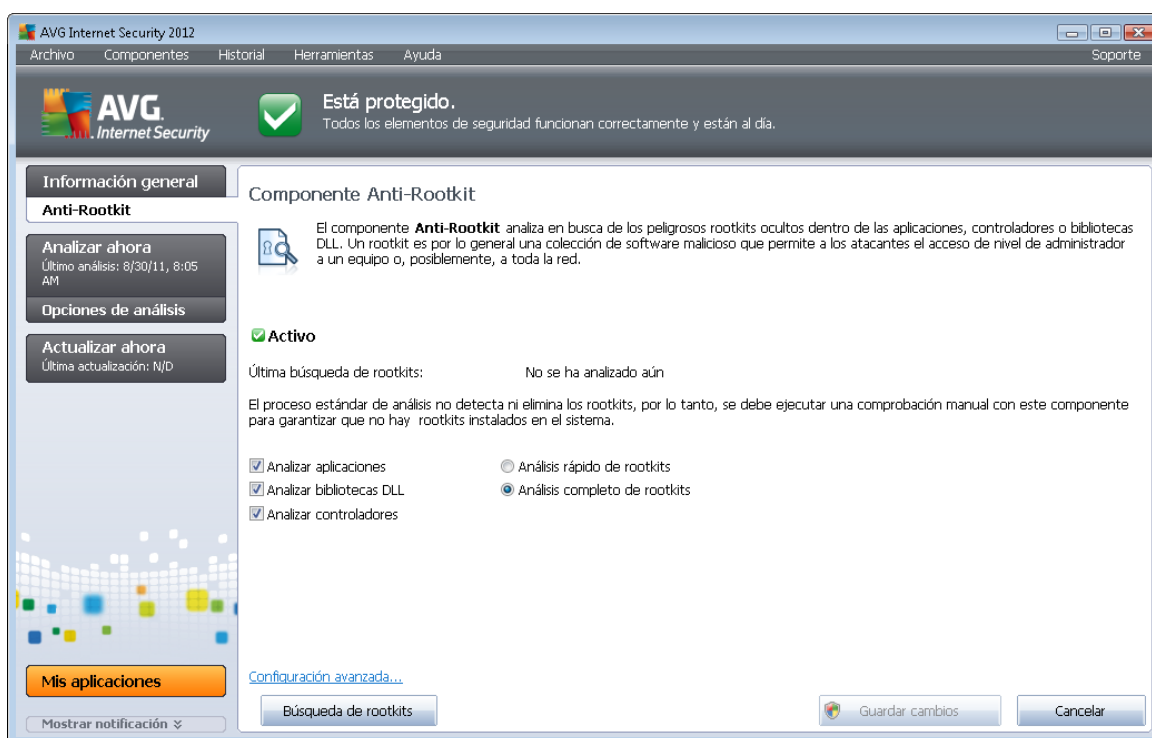 AVG Internet Security 2012
Archivo Componentes Historial Herramientas Ayuda Soporte
AVG.
Internet Security
Está protegido.
Todos los elementos de seguridad funcionan correctamente y están al día.
Información general
Anti-Rootkit
Analizar ahora
Último análisis: 8/30/11, 8:05
AM
Opciones de análisis
Actualizar ahora
Última actualización: N/D
Mis aplicaciones
Mostrar notificación
Componente Anti-Rootkit
El componente Anti-Rootkit analiza en busca de los peligrosos rootkits ocultos dentro de las aplicaciones, controladores o bibliotecas
DLL. Un rootkit es por lo general una colección de software malicioso que permite a los atacantes el acceso de nivel de administrador
a un equipo o, posiblemente, a toda la red.
Activo
Última búsqueda de rootkits: No se ha analizado aún
El proceso estándar de análisis no detecta ni elimina los rootkits, por lo tanto, se debe ejecutar una comprobación manual con este componente
para garantizar que no hay rootkits instalados en el sistema.
Analizar aplicaciones Análisis rápido de rootkits
Analizar bibliotecas DLL Análisis completo de rootkits
Analizar controladores
Configuración avanzada...
Búsqueda de rootkits Guardar cambios Cancelar